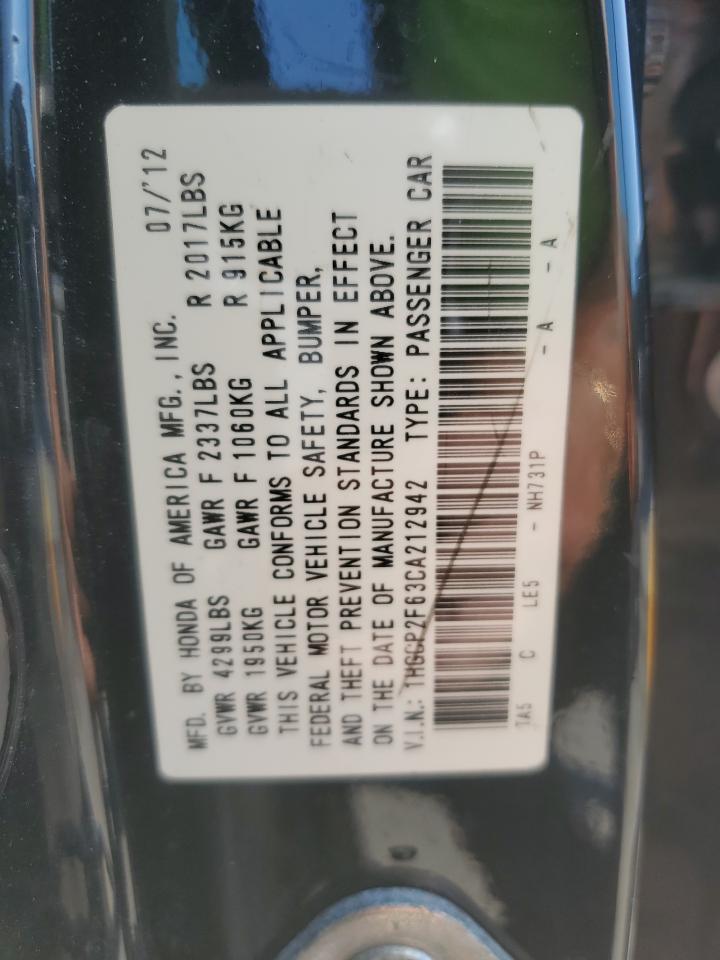 MFD. BY HONDA OF AMERICA MFG., INC. 07/'12
GVWR 4299LBS GAWR F 2337LBS R 2017LBS
GVWR 1950KG GAWR F 1060KG R 915KG
THIS VEHICLE CONFORMS TO ALL APPLICABLE
FEDERAL MOTOR VEHICLE SAFETY, BUMPER,
AND THEFT PREVENTION STANDARDS IN EFFECT
ON THE DATE OF MANUFACTURE SHOWN ABOVE.
V.I.N.: 1HGCP2F63CA212942 TYPE: PASSENGER CAR
TA5 C LE5 - NH731P - A - A